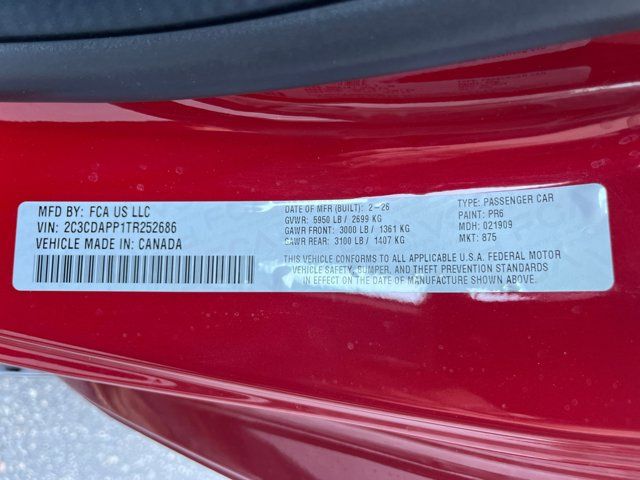 MFD BY: FCA US LLC
VIN: 2C3CDAPP1TR252686
VEHICLE MADE IN: CANADA
DATE OF MFR (BUILT): 2-26
GVWR: 5950 LB / 2699 KG
GAWR FRONT: 3000 LB / 1361 KG
GAWR REAR: 3100 LB / 1407 KG
TYPE: PASSENGER CAR
PAINT: PR6
MDH: 021909
MKT: 875
THIS VEHICLE CONFORMS TO ALL APPLICABLE U.S.A. FEDERAL MOTOR
VEHICLE SAFETY, BUMPER, AND THEFT PREVENTION STANDARDS
IN EFFECT ON THE DATE OF MANUFACTURE SHOWN ABOVE.